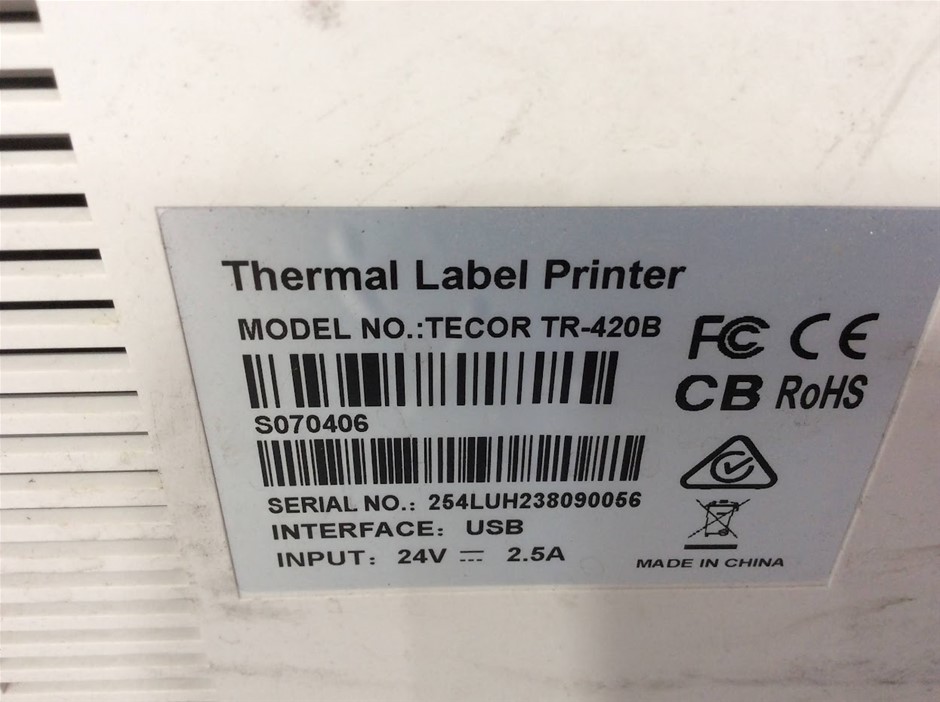 Thermal Label Printer
MODEL NO.:TECOR TR-420B
FC CE
S070406
CB RoHS
SERIAL NO.: 254LUH238090056
INTERFACE: USB
INPUT: 24V ⎓ 2.5A
MADE IN CHINA